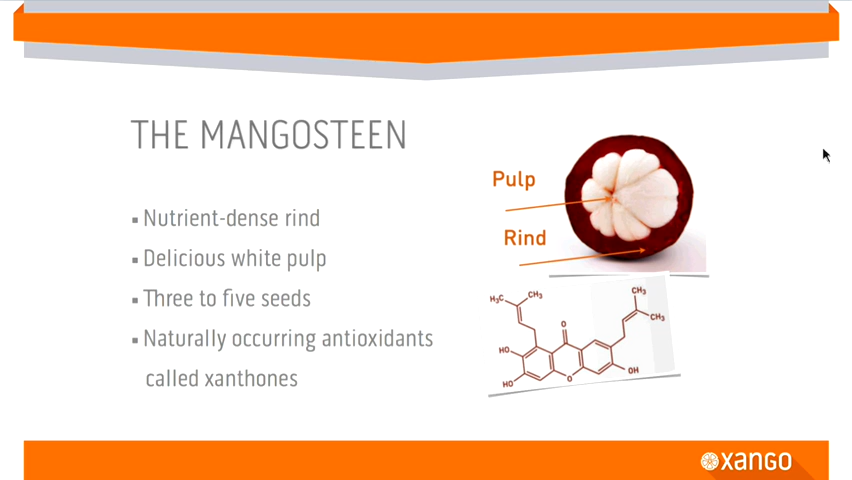 THE MANGOSTEEN
▪ Nutrient-dense rind
▪ Delicious white pulp
▪ Three to five seeds
▪ Naturally occurring antioxidants
called xanthones
Pulp
Rind
H₃C
CH₃
CH₃
CH₃
O
HO
HO
O
OH
xango